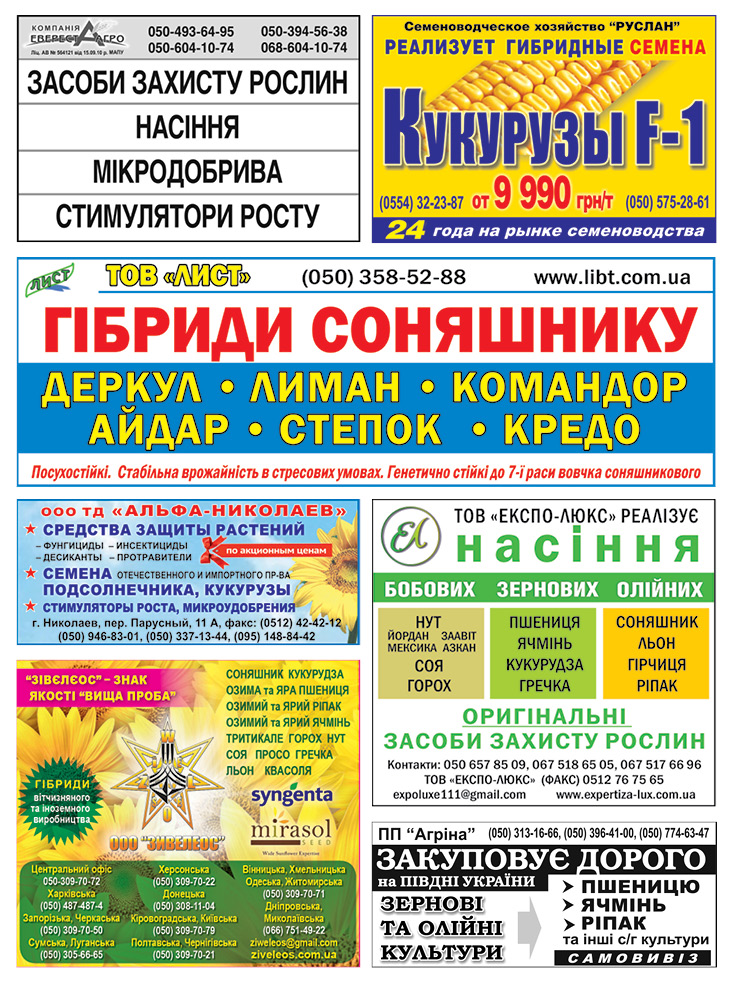 КОМПАНІЯ
ЕВЕРЕСТ АГРО
Ліц. АВ № 564121 від 15.09.10 р. МАПУ
050-493-64-95 050-394-56-38
050-604-10-74 068-604-10-74
ЗАСОБИ ЗАХИСТУ РОСЛИН
НАСІННЯ
МІКРОДОБРИВА
СТИМУЛЯТОРИ РОСТУ
Семеноводческое хозяйство "РУСЛАН"
РЕАЛИЗУЕТ ГИБРИДНЫЕ СЕМЕНА
Кукурузы F-1
(0554) 32-23-87 от 9 990 грн/т (050) 575-28-61
24 года на рынке семеноводства
ЛИСТ
ТОВ «ЛИСТ» (050) 358-52-88 www.libt.com.ua
ГІБРИДИ СОНЯШНИКУ
ДЕРКУЛ • ЛИМАН • КОМАНДОР
АЙДАР • СТЕПОК • КРЕДО
Посухостійкі. Стабільна врожайність в стресових умовах. Генетично стійкі до 7-ї раси вовчка соняшникового
ООО ТД «АЛЬФА-НИКОЛАЕВ»
СРЕДСТВА ЗАЩИТЫ РАСТЕНИЙ
– ФУНГИЦИДЫ – ИНСЕКТИЦИДЫ
– ДЕСИКАНТЫ – ПРОТРАВИТЕЛИ
по акционным ценам
СЕМЕНА ОТЕЧЕСТВЕННОГО И ИМПОРТНОГО ПР-ВА
ПОДСОЛНЕЧНИКА, КУКУРУЗЫ
СТИМУЛЯТОРЫ РОСТА, МИКРОУДОБРЕНИЯ
г. Николаев, пер. Парусный, 11 А, факс: (0512) 42-42-12
(050) 946-83-01, (050) 337-13-44, (095) 148-84-42
ЕЛ
ТОВ «ЕКСПО-ЛЮКС» РЕАЛІЗУЄ
насіння
БОБОВИХ ЗЕРНОВИХ ОЛІЙНИХ
НУТ
ЙОРДАН ЗААВІТ
МЕКСИКА АЗКАН
СОЯ
ГОРОХ
ПШЕНИЦЯ
ЯЧМІНЬ
КУКУРУДЗА
ГРЕЧКА
СОНЯШНИК
ЛЬОН
ГІРЧИЦЯ
РІПАК
ОРИГІНАЛЬНІ
ЗАСОБИ ЗАХИСТУ РОСЛИН
Контакти: 050 657 85 09, 067 518 65 05, 067 517 66 96
ТОВ «ЕКСПО-ЛЮКС» (ФАКС) 0512 76 75 65
expoluxe111@gmail.com www.expertiza-lux.com.ua
"ЗІВЕЛЄОС" – ЗНАК
ЯКОСТІ "ВИЩА ПРОБА"
СОНЯШНИК КУКУРУДЗА
ОЗИМА та ЯРА ПШЕНИЦЯ
ОЗИМИЙ та ЯРИЙ РІПАК
ОЗИМИЙ та ЯРИЙ ЯЧМІНЬ
ТРИТИКАЛЕ ГОРОХ НУТ
СОЯ ПРОСО ГРЕЧКА
ЛЬОН КВАСОЛЯ
ГІБРИДИ
вітчизняного
та іноземного
виробництва
ООО "ЗИВЕЛЕОС"
syngenta
mirasol
SEED
Wide Sunflower Expertise
Центральний офіс
050-309-70-72
Харківська
(050) 487-487-4
Запорізька, Черкаська
(050) 309-70-50
Сумська, Луганська
(050) 305-66-65
Херсонська
(050) 309-70-22
Донецька
(050) 308-11-04
Кіровоградська, Київська
(050) 309-70-79
Полтавська, Чернігівська
(050) 309-70-21
Вінницька, Хмельницька
Одеська, Житомирська
(050) 309-70-71
Дніпровська,
Миколаївська
(066) 751-49-22
ziweleos@gmail.com
ziveleos.com.ua
ПП "Агріна" (050) 313-16-66, (050) 396-41-00, (050) 774-63-47
ЗАКУПОВУЄ ДОРОГО
на ПІВДНІ УКРАЇНИ
ЗЕРНОВІ
ТА ОЛІЙНІ
КУЛЬТУРИ
ПШЕНИЦЮ
ЯЧМІНЬ
РІПАК
та інші с/г культури
САМОВИВІЗ